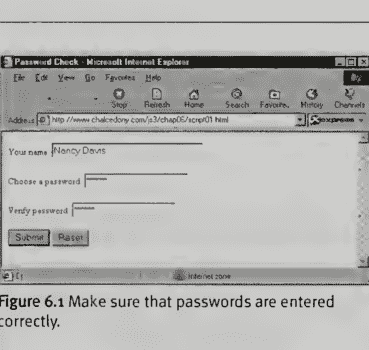 Password Check - Microsoft Internet Explorer
File Edit View Go Favorites Help
Stop Refresh Home Search Favorites History Channels
Address http://www.chalcedony.com/js3/chap06/script01.html
Your name Nancy Davis
Choose a password
Verify password
Submit Reset
Internet zone
Figure 6.1 Make sure that passwords are entered
correctly.